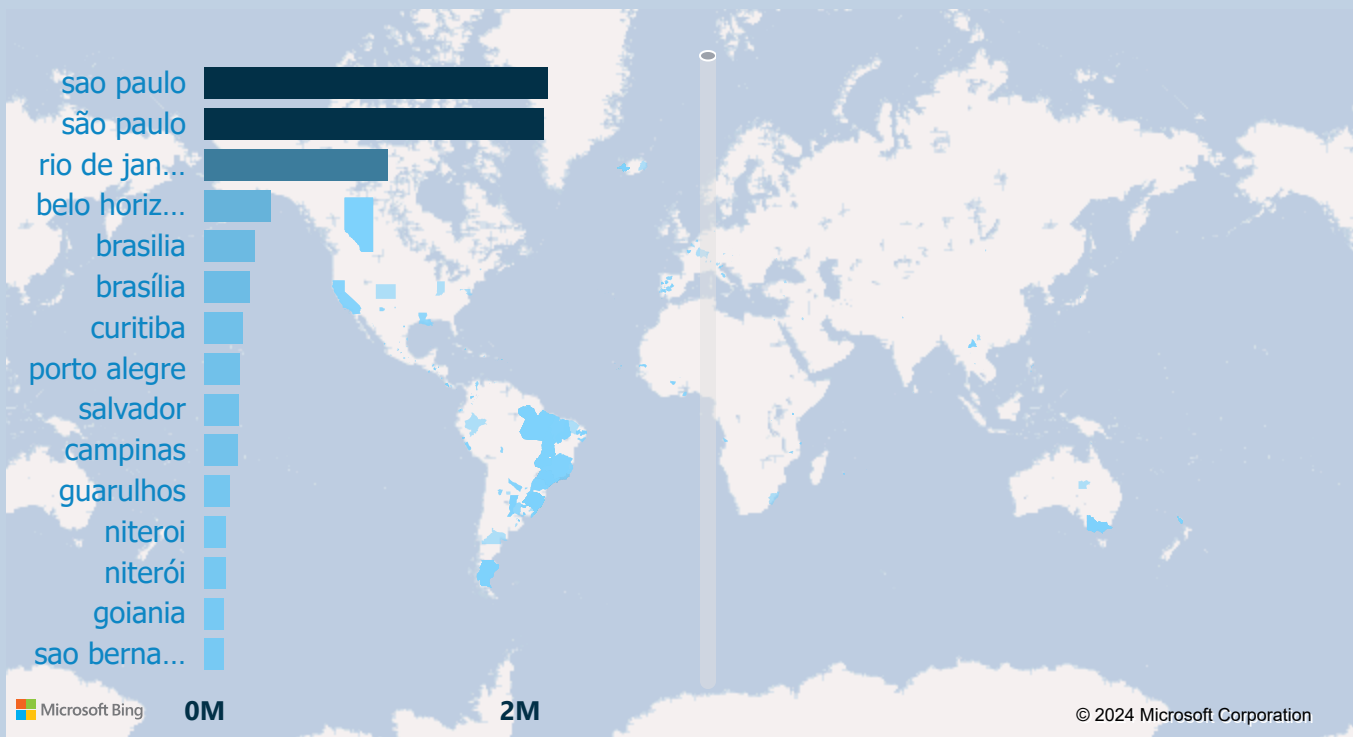 sao paulo
são paulo
rio de jan...
belo horiz...
brasilia
brasília
curitiba
porto alegre
salvador
campinas
guarulhos
niteroi
niterói
goiania
sao berna...
0M 2M
Microsoft Bing
© 2024 Microsoft Corporation